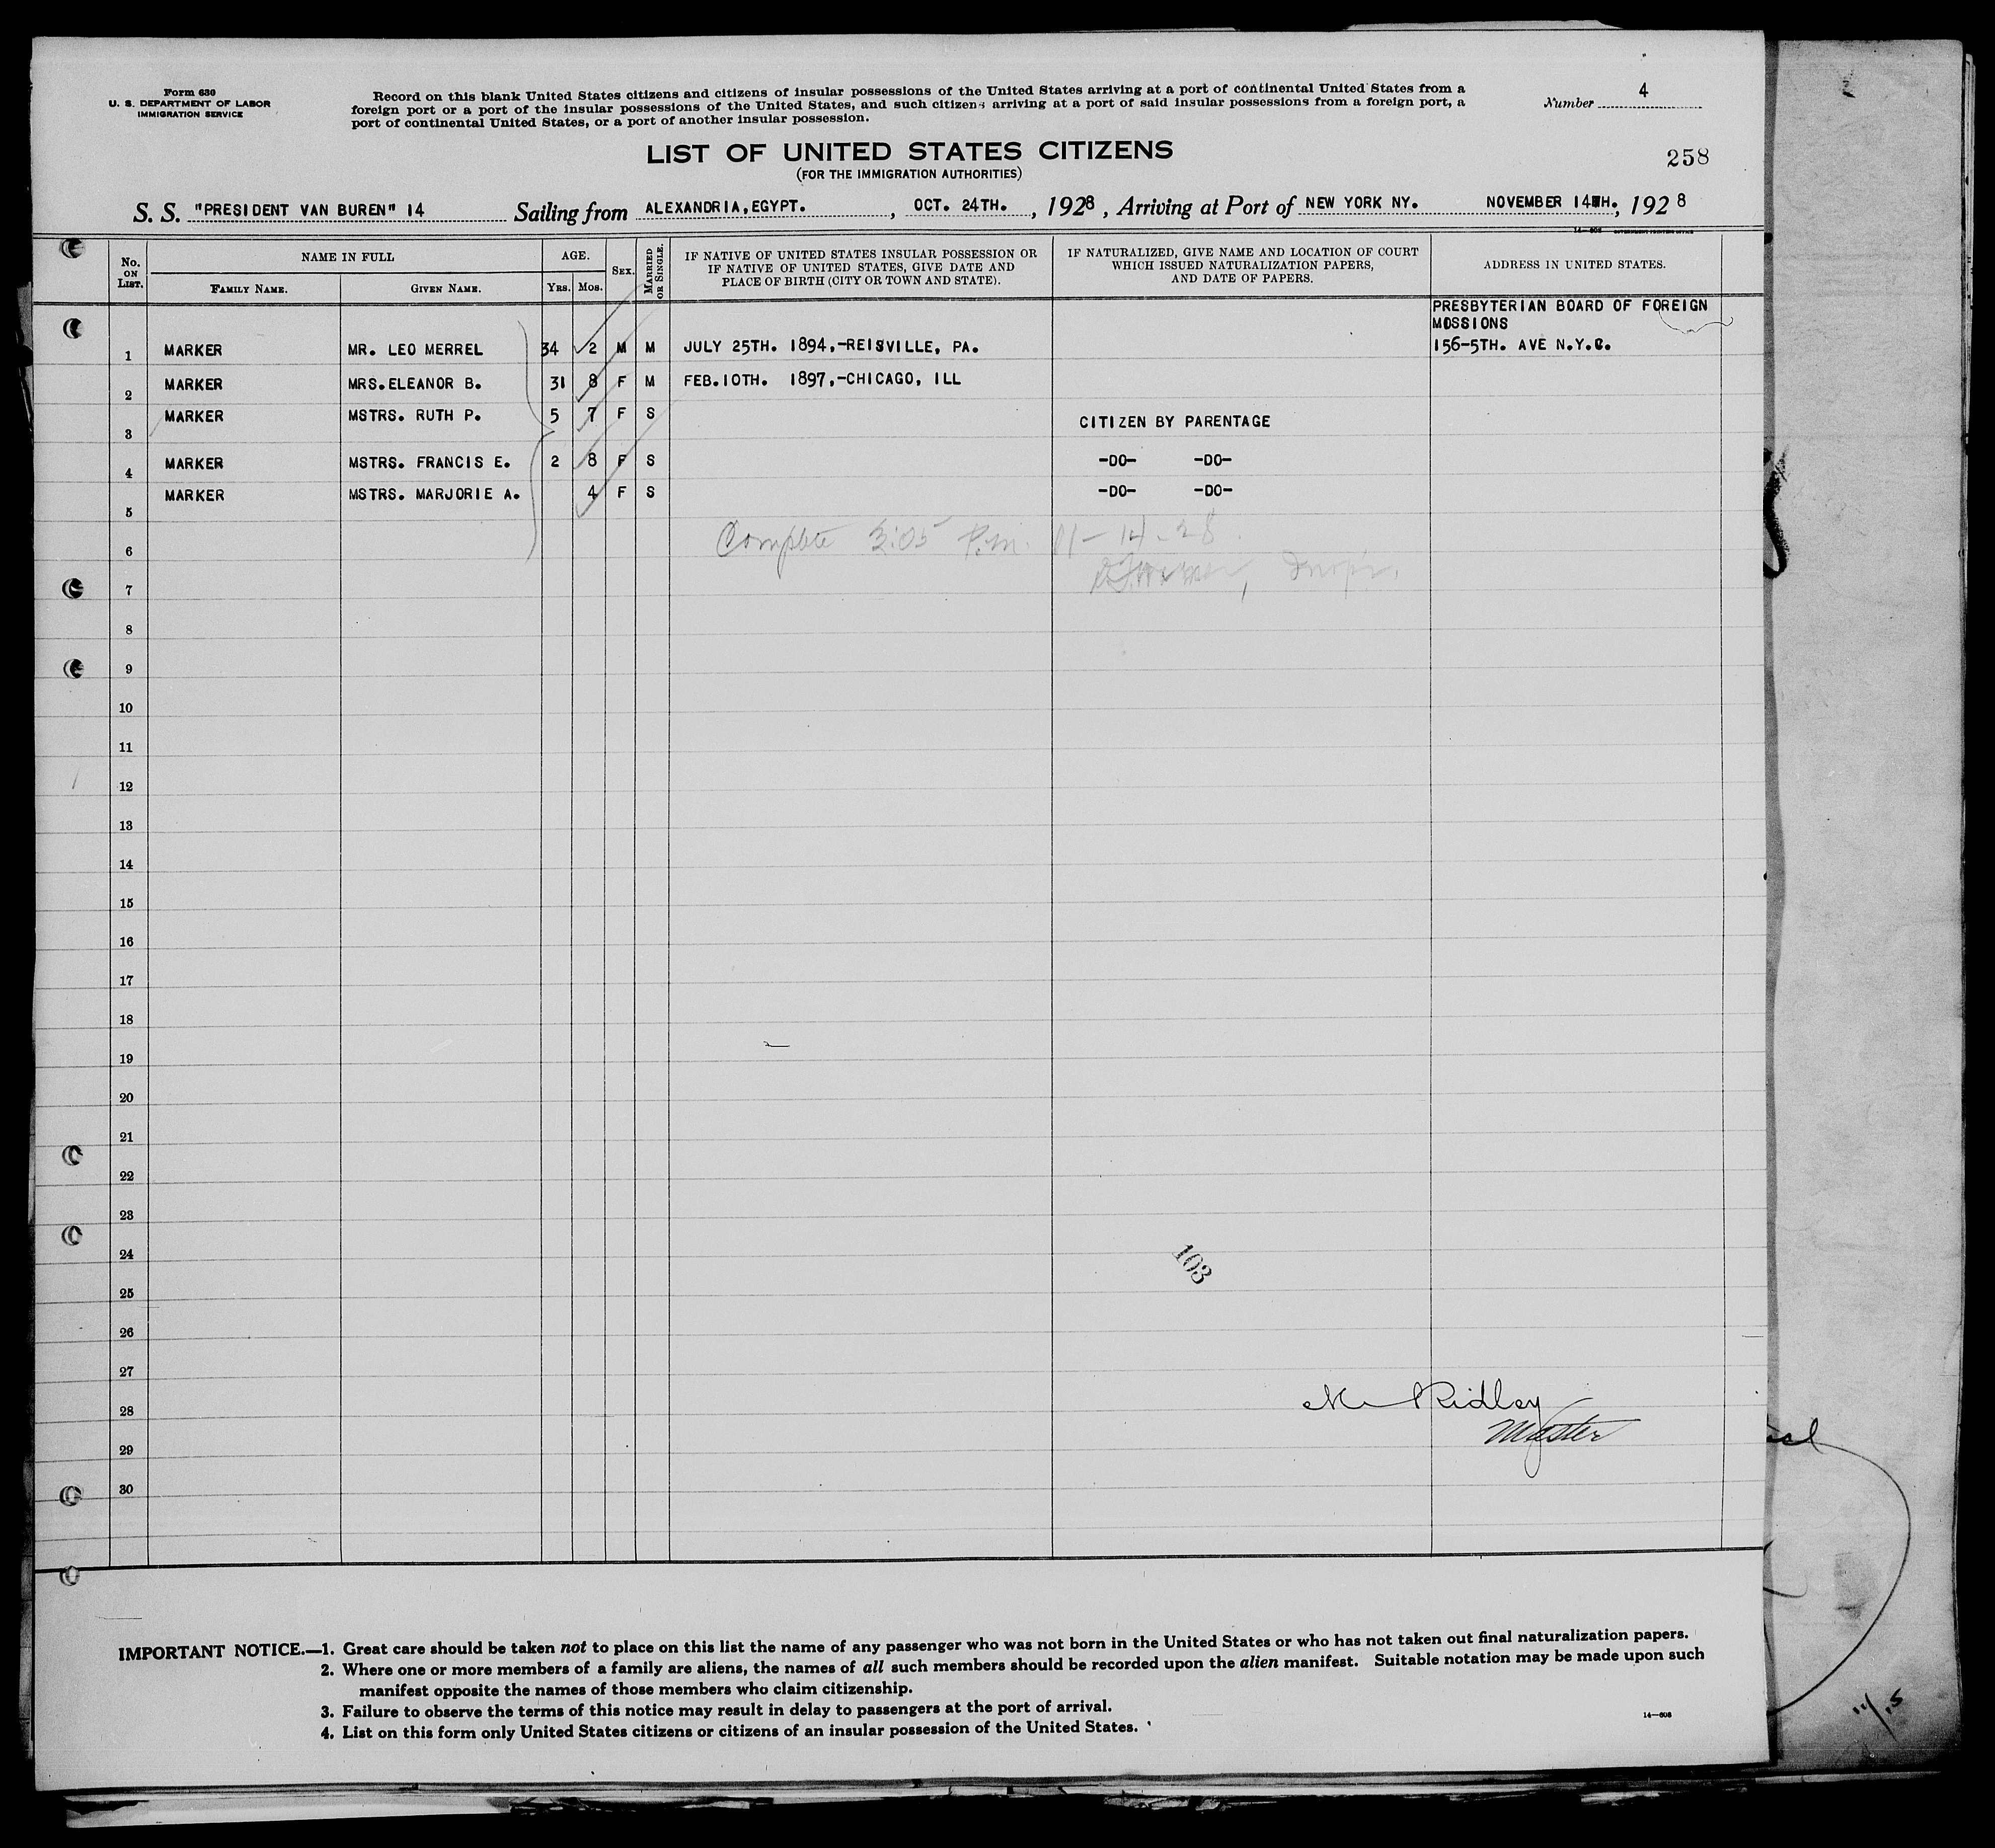 Form 630
U. S. DEPARTMENT OF LABOR
IMMIGRATION SERVICE
Record on this blank United States citizens and citizens of insular possessions of the United States arriving at a port of continental United States from a
foreign port or a port of the insular possessions of the United States, and such citizens arriving at a port of said insular possessions from a foreign port, a
port of continental United States, or a port of another insular possession.
Number 4
LIST OF UNITED STATES CITIZENS
(FOR THE IMMIGRATION AUTHORITIES)
258
S. S. "PRESIDENT VAN BUREN" 14 Sailing from ALEXANDRIA,EGYPT. , OCT. 24TH. , 1928 , Arriving at Port of NEW YORK NY. NOVEMBER 14TH., 1928
No. ON LIST. NAME IN FULL FAMILY NAME. GIVEN NAME. AGE. YRS. MOS. SEX. MARRIED OR SINGLE. IF NATIVE OF UNITED STATES INSULAR POSSESSION OR IF NATIVE OF UNITED STATES, GIVE DATE AND PLACE OF BIRTH (CITY OR TOWN AND STATE). IF NATURALIZED, GIVE NAME AND LOCATION OF COURT WHICH ISSUED NATURALIZATION PAPERS, AND DATE OF PAPERS. ADDRESS IN UNITED STATES.
PRESBYTERIAN BOARD OF FOREIGN
MOSSIONS
1 MARKER MR. LEO MERREL 34 2 M M JULY 25TH. 1894,-REISVILLE, PA. 156-5TH. AVE N.Y.C.
2 MARKER MRS.ELEANOR B. 31 8 F M FEB.10TH. 1897,-CHICAGO, ILL
3 MARKER MSTRS. RUTH P. 5 7 F S CITIZEN BY PARENTAGE
4 MARKER MSTRS. FRANCIS E. 2 8 F S -DO- -DO-
5 MARKER MSTRS. MARJORIE A. 4 F S -DO- -DO-
6 Complete 3:05 P.m. 11-14-28.
7
8
9
10
11
12
13
14
15
16
17
18
19
20
21
22
23
24
103
25
26
27
28 Ridley
Master
29
30
IMPORTANT NOTICE.—1. Great care should be taken not to place on this list the name of any passenger who was not born in the United States or who has not taken out final naturalization papers.
2. Where one or more members of a family are aliens, the names of all such members should be recorded upon the alien manifest. Suitable notation may be made upon such
manifest opposite the names of those members who claim citizenship.
3. Failure to observe the terms of this notice may result in delay to passengers at the port of arrival.
4. List on this form only United States citizens or citizens of an insular possession of the United States.
14—608